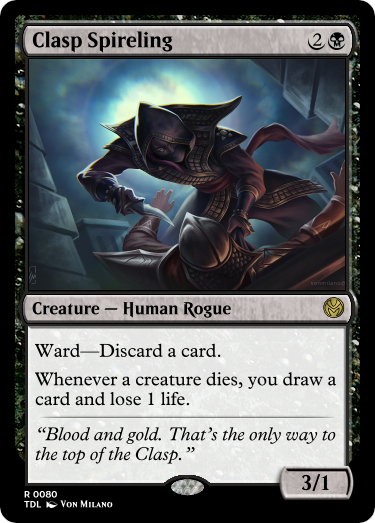 Clasp Spireling 2
Creature — Human Rogue
Ward—Discard a card.
Whenever a creature dies, you draw a
card and lose 1 life.
“Blood and gold. That's the only way to
the top of the Clasp.”
3/1
R 0080
TDL Von Milano